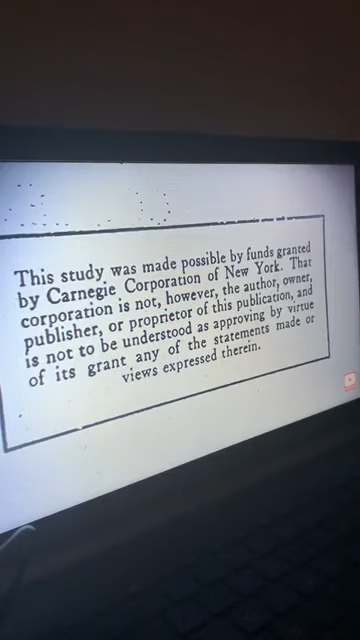 This study was made possible by funds granted
by Carnegie Corporation of New York. That
corporation is not, however, the author, owner,
publisher, or proprietor of this publication, and
is not to be understood as approving by virtue
of its grant any of the statements made or
views expressed therein.